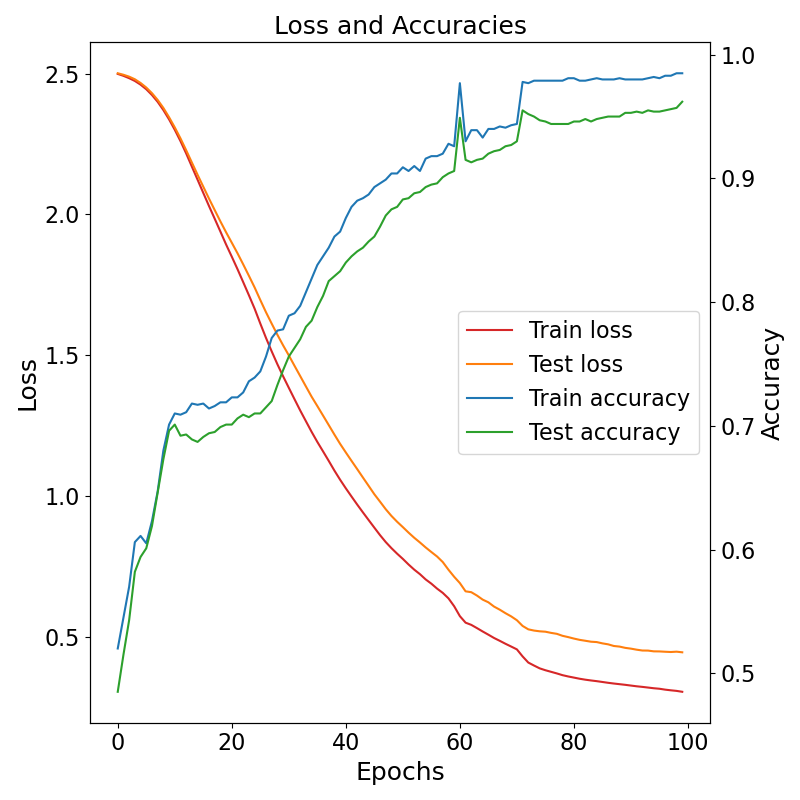 Loss and Accuracies
2.5
2.0
1.5
1.0
0.5
Loss
1.0
0.9
0.8
0.7
0.6
0.5
Accuracy
Train loss
Test loss
Train accuracy
Test accuracy
0 20 40 60 80 100
Epochs